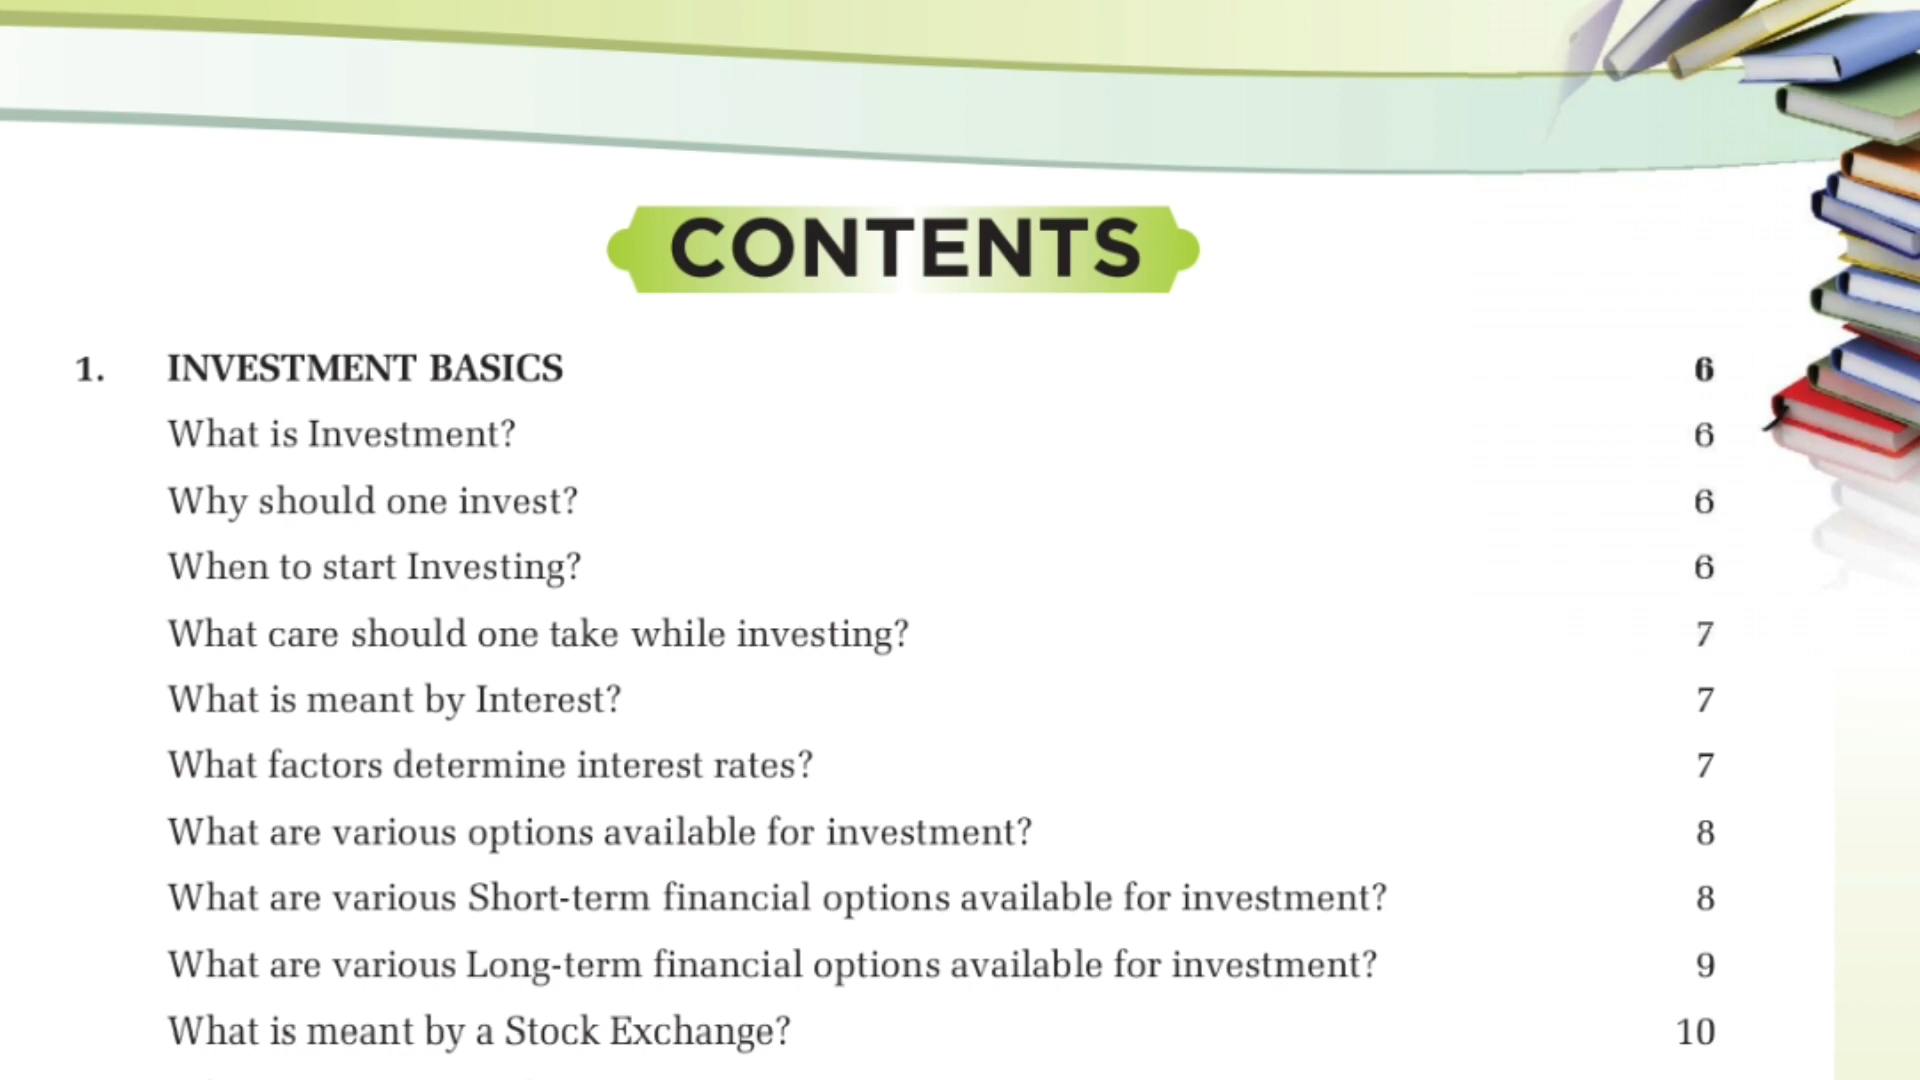 CONTENTS
1. INVESTMENT BASICS 6
What is Investment? 6
Why should one invest? 6
When to start Investing? 6
What care should one take while investing? 7
What is meant by Interest? 7
What factors determine interest rates? 7
What are various options available for investment? 8
What are various Short-term financial options available for investment? 8
What are various Long-term financial options available for investment? 9
What is meant by a Stock Exchange? 10